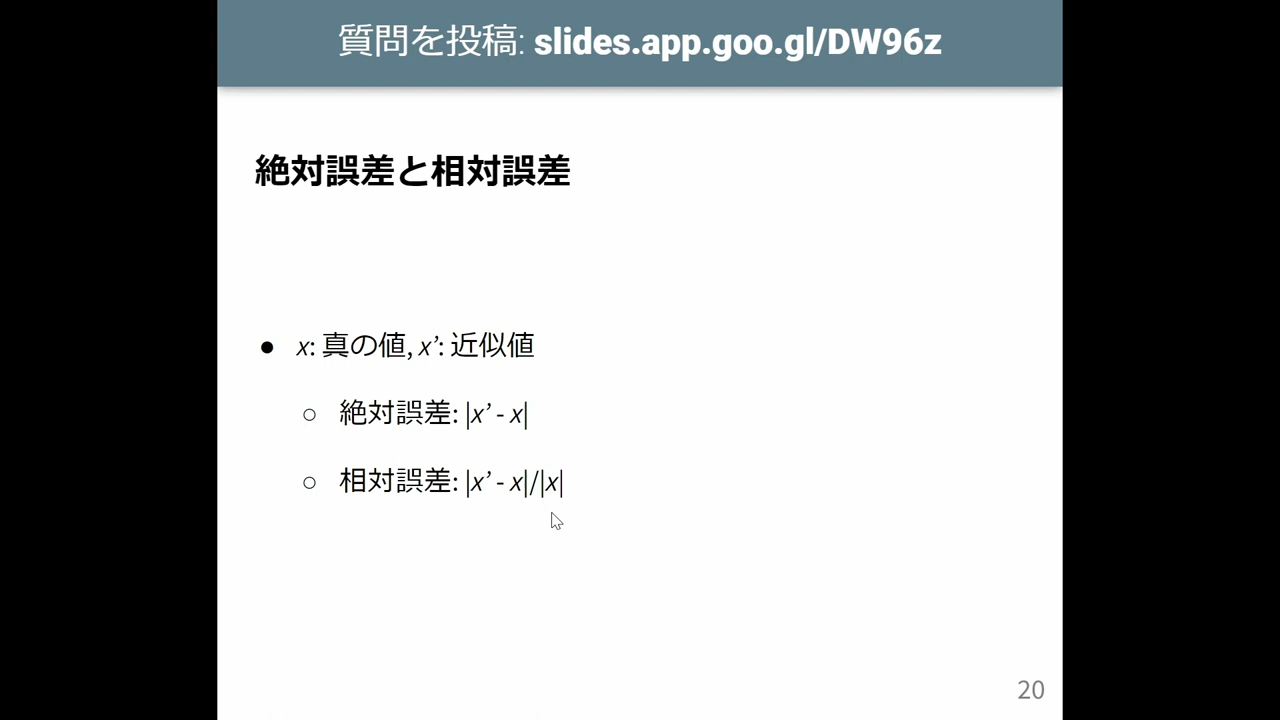 質問を投稿: slides.app.goo.gl/DW96z
絶対誤差と相対誤差
● x: 真の値, x’: 近似値
○ 絶対誤差: |x’ - x|
○ 相対誤差: |x’ - x|/|x|
20